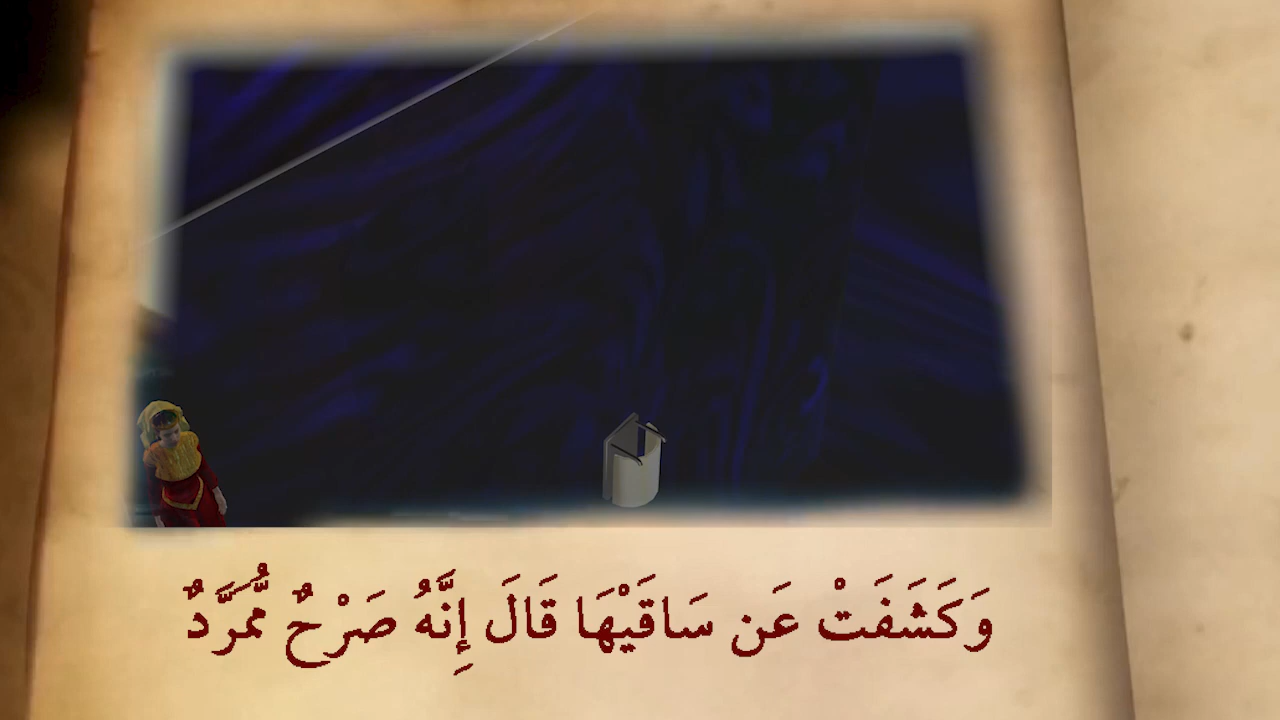 وَكَشَفَتْ عَن سَاقَيْهَا قَالَ إِنَّهُ صَرْحٌ مُّمَرَّدٌ